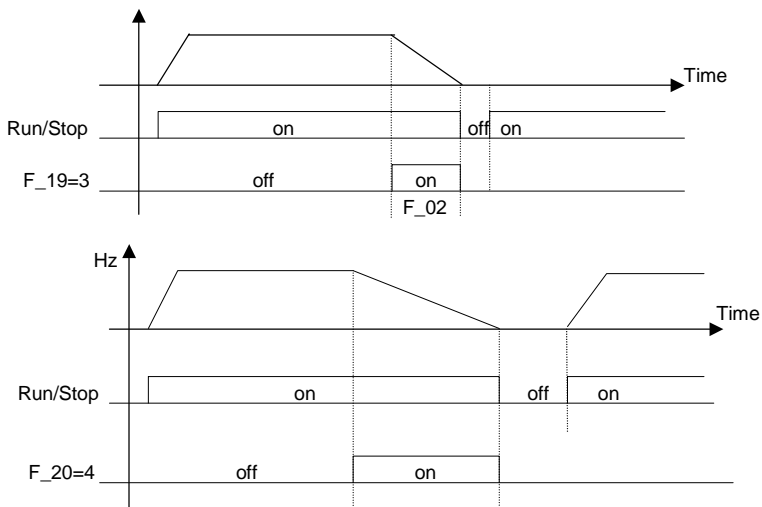 Time
Run/Stop on off on
F_19=3 off on
F_02
Hz
Time
Run/Stop on off on
F_20=4 off on